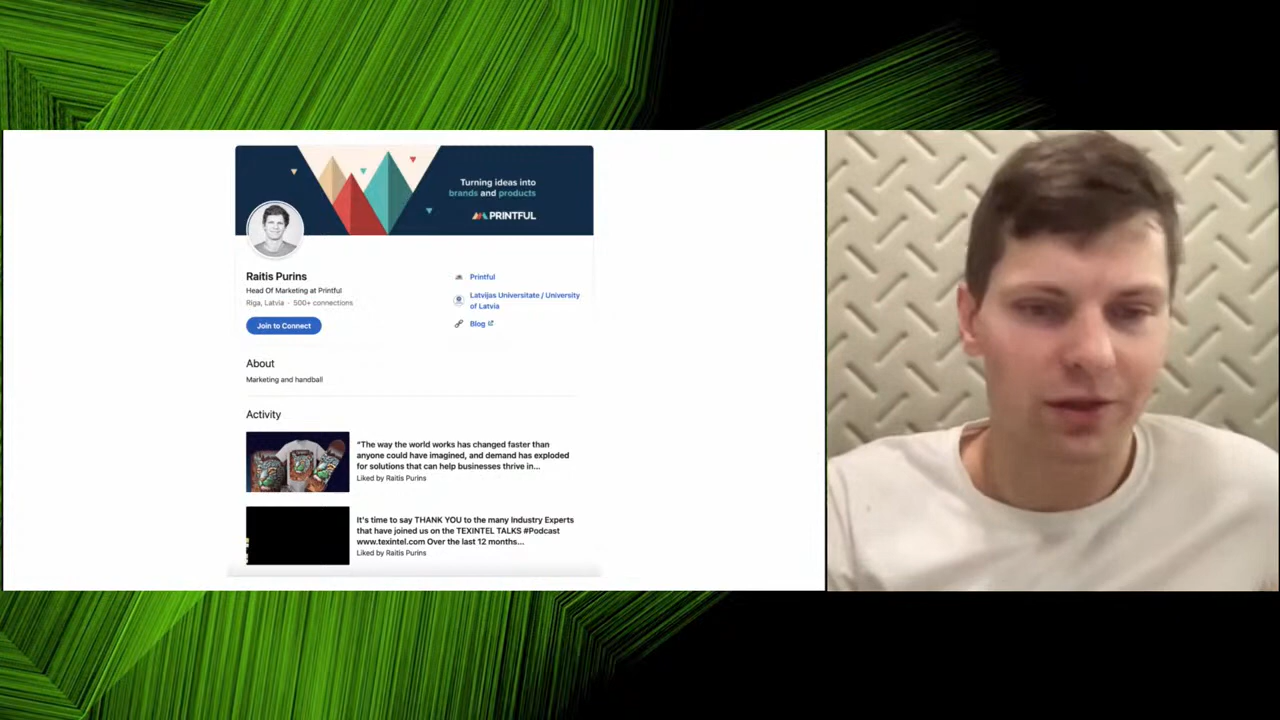 Turning ideas into
brands and products
PRINTFUL
Raitis Purins
Head Of Marketing at Printful
Riga, Latvia · 500+ connections
Join to Connect
Printful
Latvijas Universitate / University
of Latvia
Blog
About
Marketing and handball
Activity
"The way the world works has changed faster than
anyone could have imagined, and demand has exploded
for solutions that can help businesses thrive in...
Liked by Raitis Purins
It's time to say THANK YOU to the many Industry Experts
that have joined us on the TEXINTEL TALKS #Podcast
www.texintel.com Over the last 12 months...
Liked by Raitis Purins